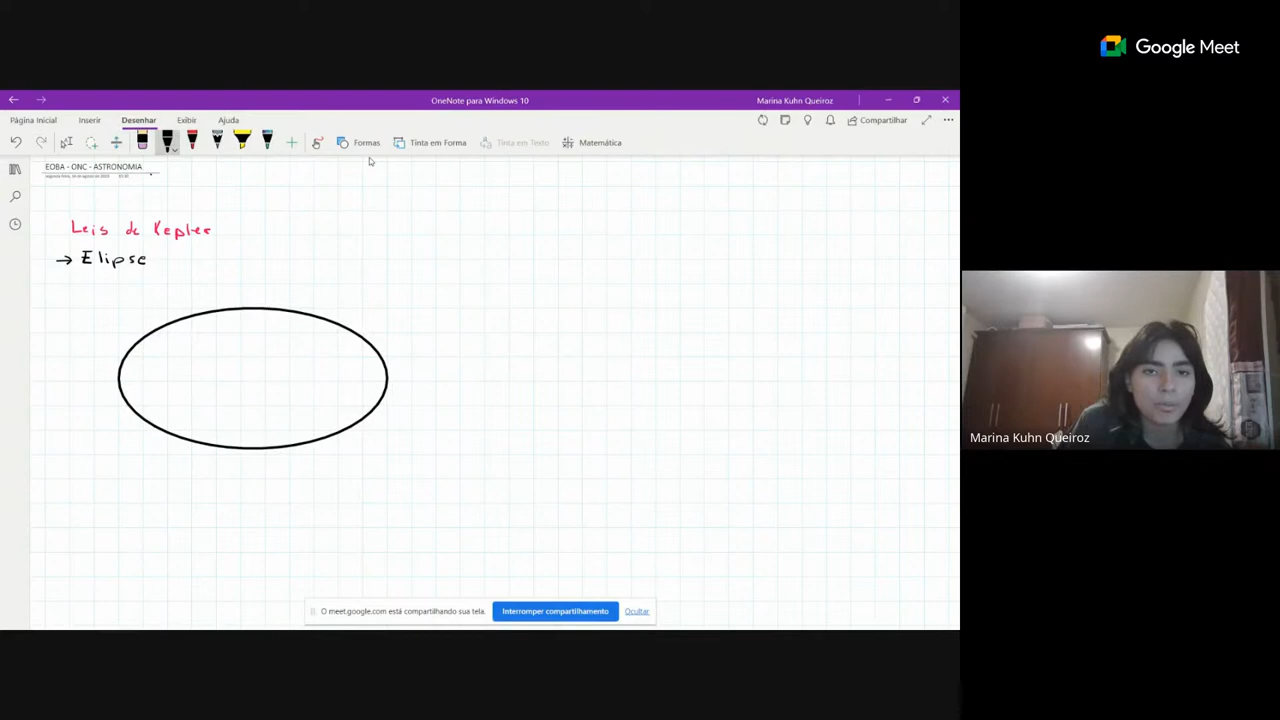 Google Meet
OneNote para Windows 10
Marina Kuhn Queiroz
Página Inicial
Inserir
Desenhar
Exibir
Ajuda
Compartilhar
Formas
Tinta em Forma
Tinta em Texto
Matemática
EOBA - ONC - ASTRONOMIA
Leis de Kepler
→ Elipse
Marina Kuhn Queiroz
O meet.google.com está compartilhando sua tela.
Interromper compartilhamento
Ocultar